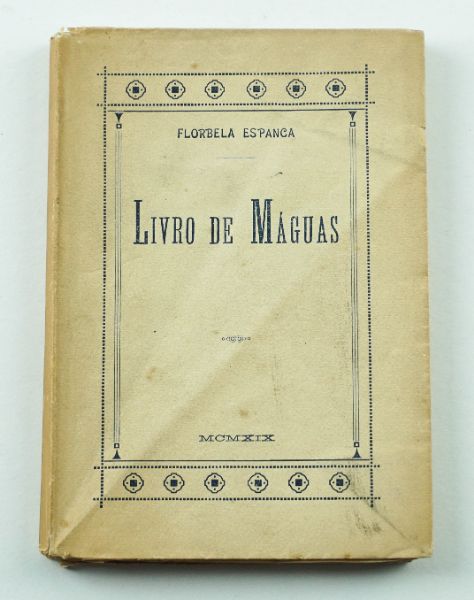 FLORBELA ESPANCA
LIVRO DE MÁGUAS
MCMXIX